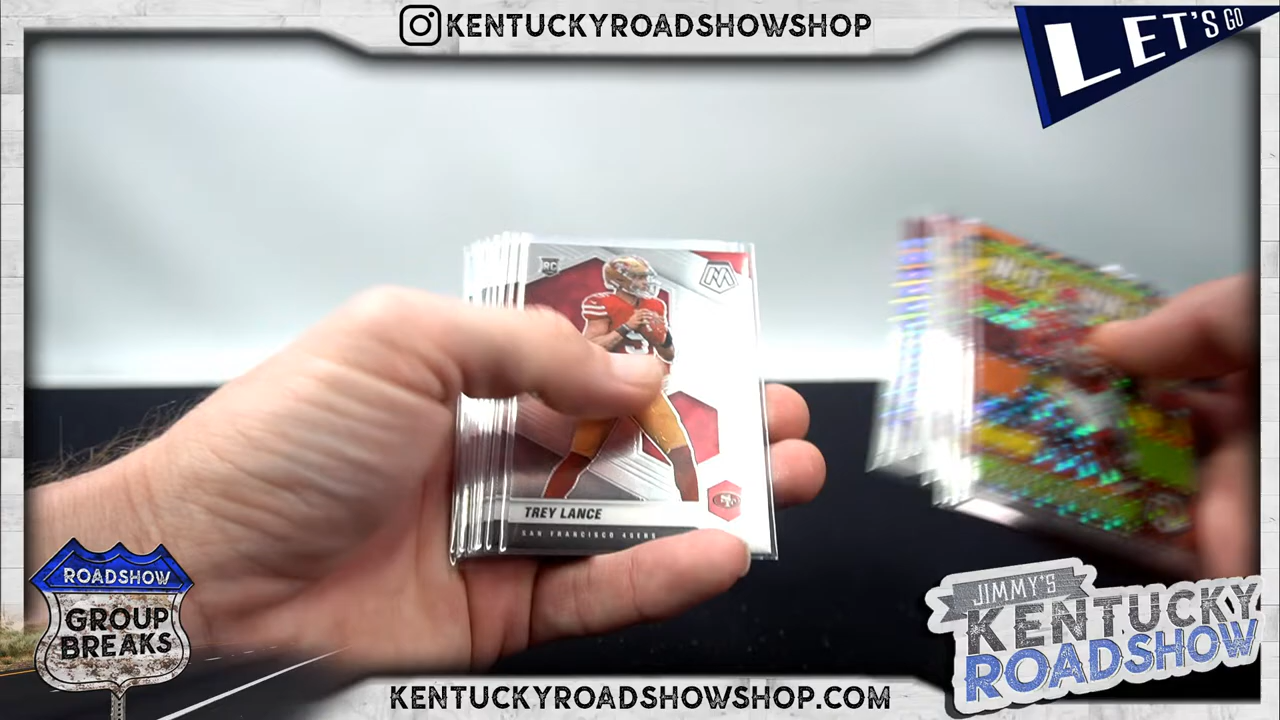 KENTUCKYROADSHOWSHOP
LET'S GO
RC
TREY LANCE
SAN FRANCISCO 49ERS
ROADSHOW
GROUP
BREAKS
JIMMY'S
KENTUCKY
ROADSHOW
KENTUCKYROADSHOWSHOP.COM